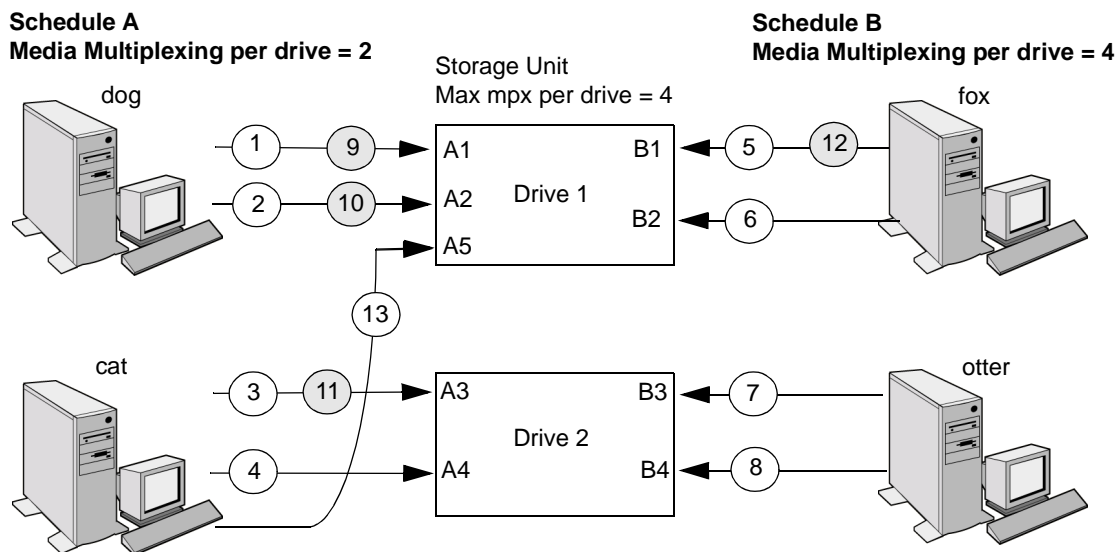 Schedule A
Media Multiplexing per drive = 2
Schedule B
Media Multiplexing per drive = 4
Storage Unit
Max mpx per drive = 4
dog
fox
1
9
A1
B1
5
12
2
10
A2
Drive 1
B2
6
A5
13
cat
otter
3
11
A3
B3
7
Drive 2
4
A4
B4
8